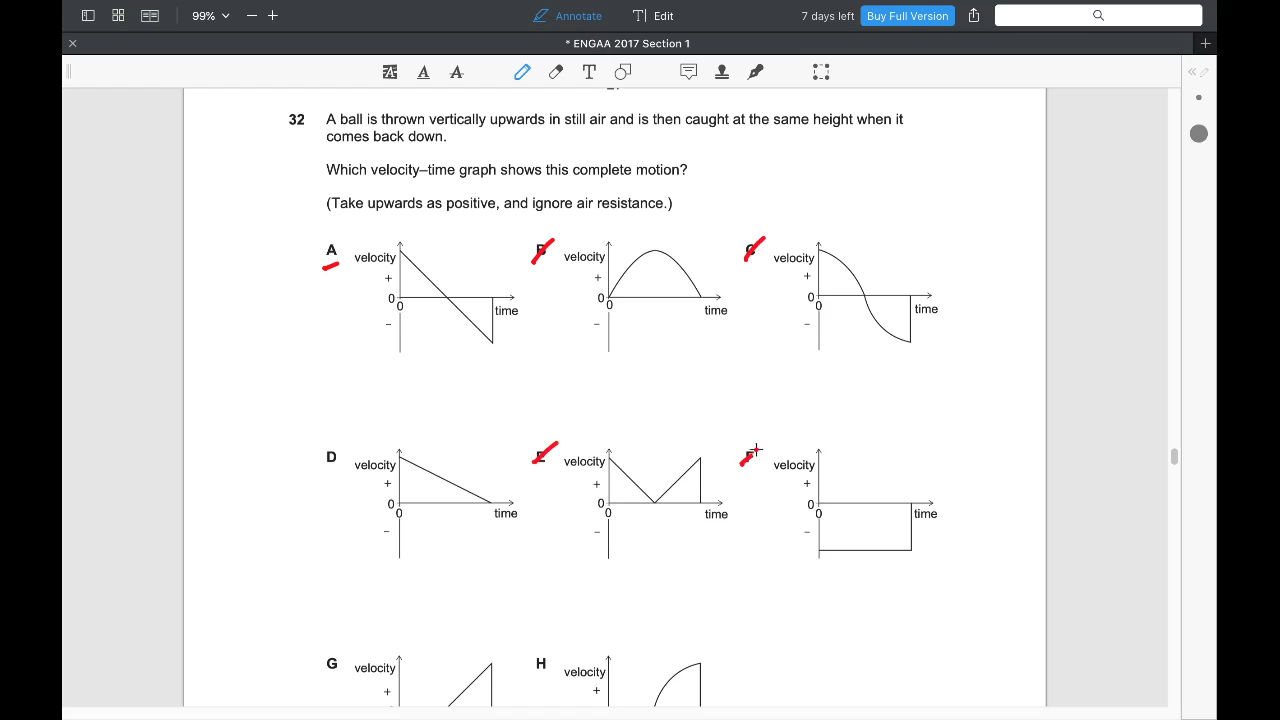 99%
Annotate
Edit
7 days left
Buy Full Version
* ENGAA 2017 Section 1
32 A ball is thrown vertically upwards in still air and is then caught at the same height when it
comes back down.
Which velocity–time graph shows this complete motion?
(Take upwards as positive, and ignore air resistance.)
A B C
velocity velocity velocity
+ + +
0 0 0
0 time 0 time 0 time
– – –
D E F
velocity velocity velocity
+ + +
0 0 0
0 time 0 time 0 time
– – –
G H
velocity velocity
+ +